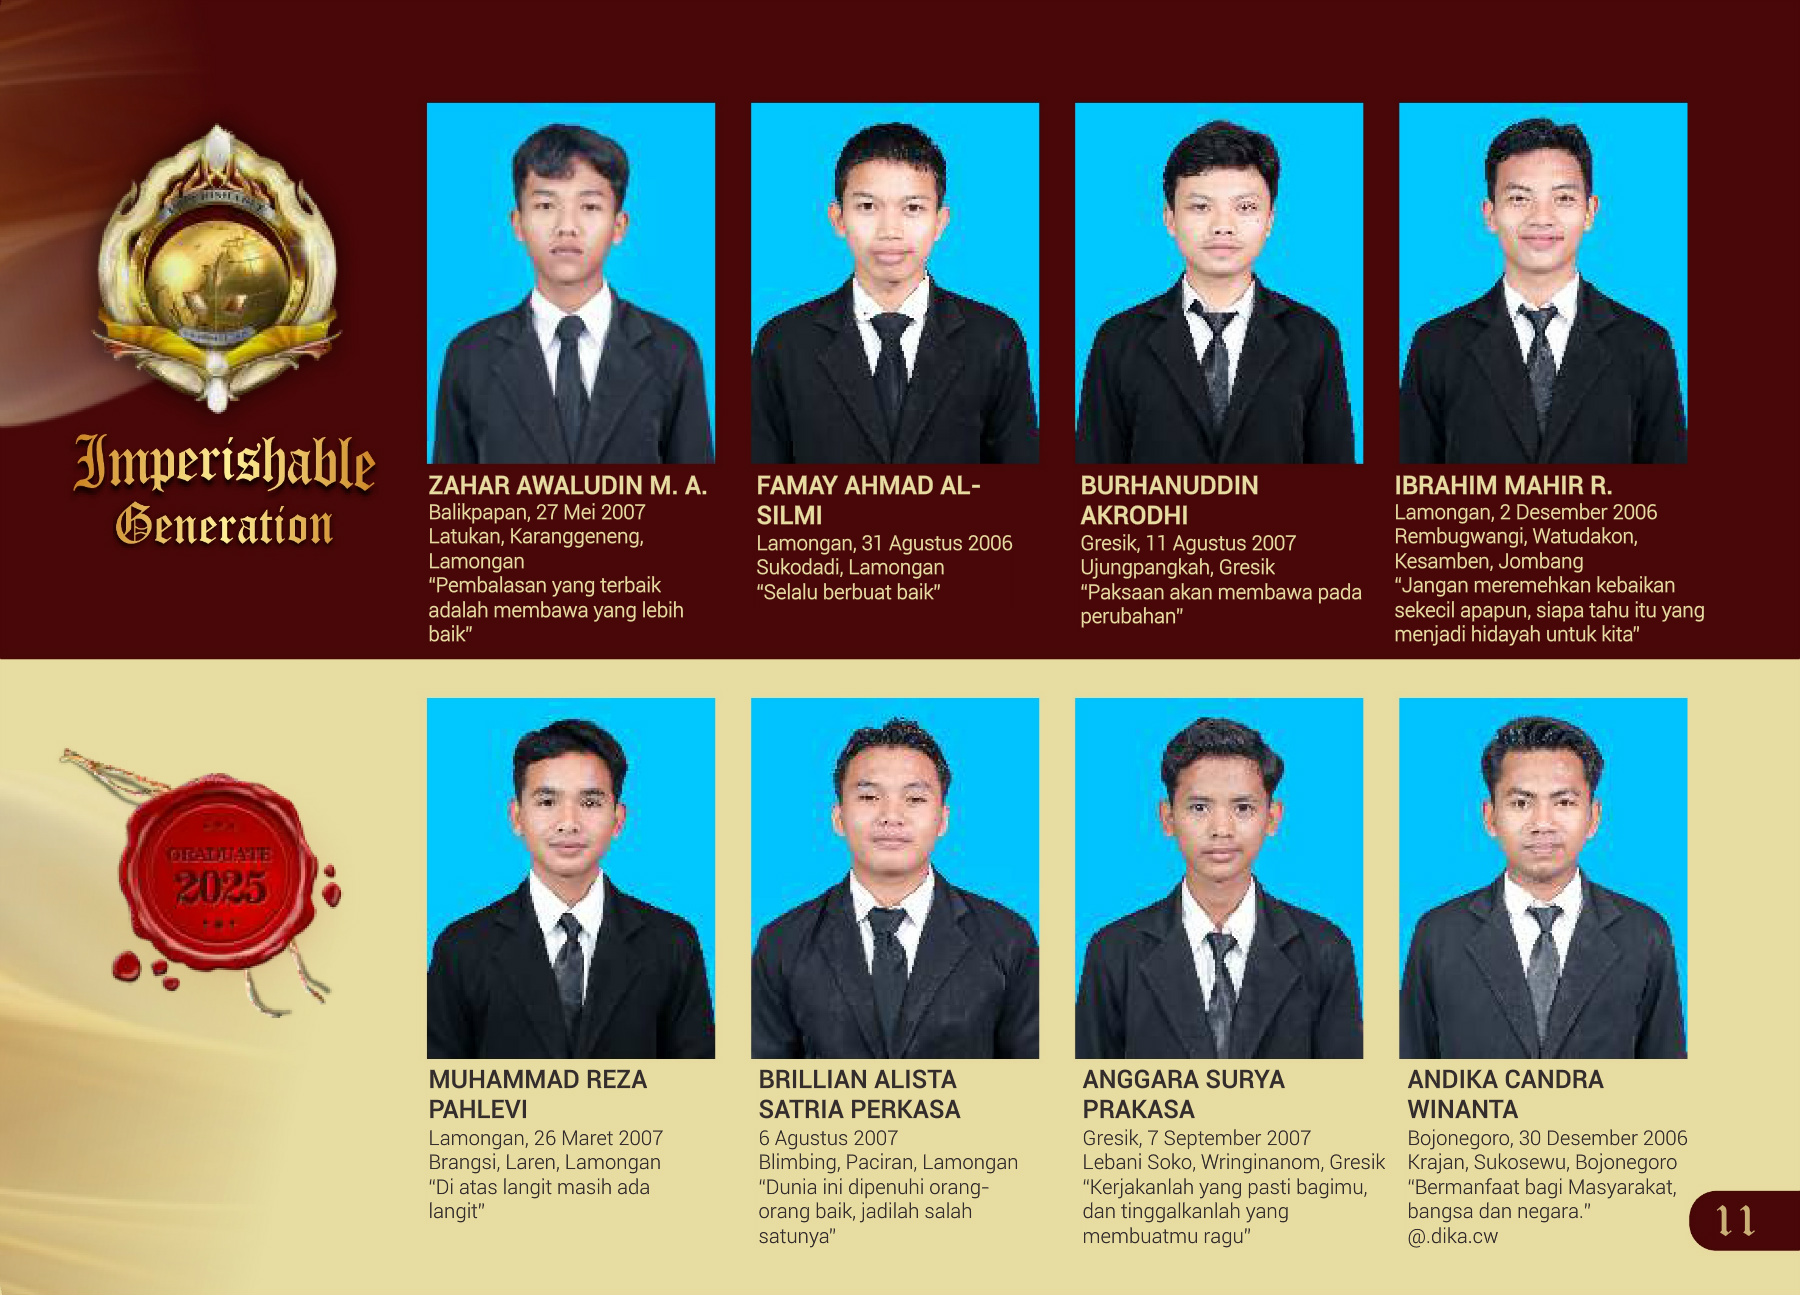 Imperishable
Generation
ZAHAR AWALUDIN M. A.
Balikpapan, 27 Mei 2007
Latukan, Karanggeneng,
Lamongan
“Pembalasan yang terbaik
adalah membawa yang lebih
baik”
FAMAY AHMAD AL-
SILMI
Lamongan, 31 Agustus 2006
Sukodadi, Lamongan
“Selalu berbuat baik”
BURHANUDDIN
AKRODHI
Gresik, 11 Agustus 2007
Ujungpangkah, Gresik
“Paksaan akan membawa pada
perubahan”
IBRAHIM MAHIR R.
Lamongan, 2 Desember 2006
Rembugwangi, Watudakon,
Kesamben, Jombang
“Jangan meremehkan kebaikan
sekecil apapun, siapa tahu itu yang
menjadi hidayah untuk kita”
GRADUATE
2025
MUHAMMAD REZA
PAHLEVI
Lamongan, 26 Maret 2007
Brangsi, Laren, Lamongan
“Di atas langit masih ada
langit”
BRILLIAN ALISTA
SATRIA PERKASA
6 Agustus 2007
Blimbing, Paciran, Lamongan
“Dunia ini dipenuhi orang-
orang baik, jadilah salah
satunya”
ANGGARA SURYA
PRAKASA
Gresik, 7 September 2007
Lebani Soko, Wringinanom, Gresik
“Kerjakanlah yang pasti bagimu,
dan tinggalkanlah yang
membuatmu ragu”
ANDIKA CANDRA
WINANTA
Bojonegoro, 30 Desember 2006
Krajan, Sukosewu, Bojonegoro
“Bermanfaat bagi Masyarakat,
bangsa dan negara.”
@.dika.cw
11